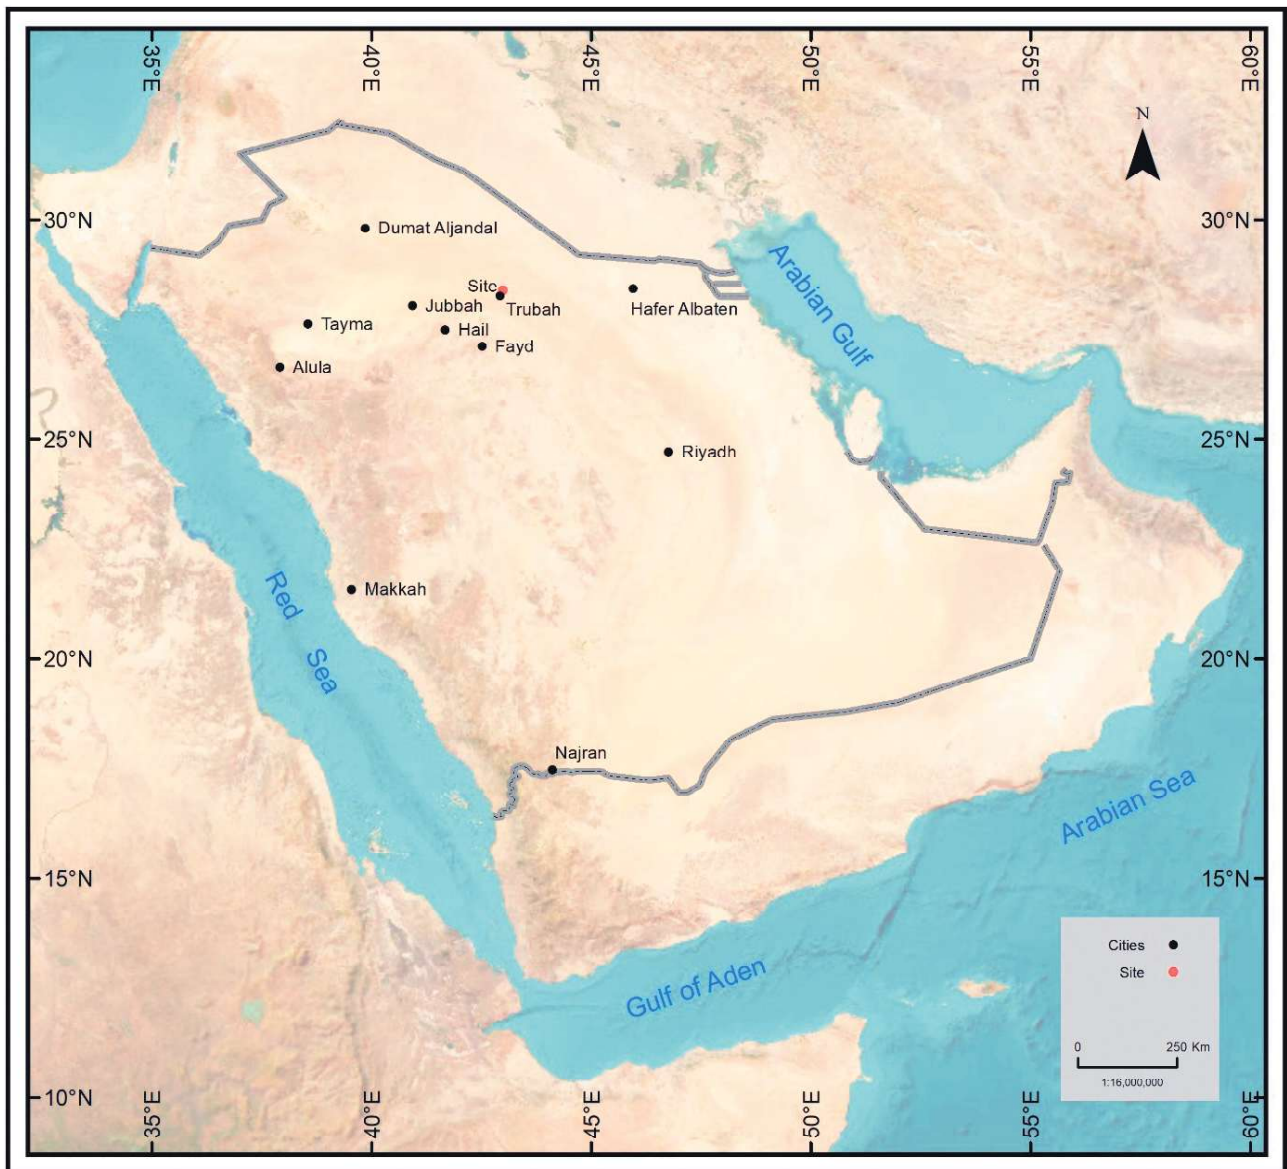 35°E 40°E 45°E 50°E 55°E 60°E
N
30°N 30°N
Dumat Aljandal
Arabian Gulf
Site
Trubah
Hafer Albaten
Jubbah
Tayma
Hail
Fayd
Alula
25°N 25°N
Riyadh
Red Sea
Makkah
20°N 20°N
Najran
Arabian Sea
15°N 15°N
Gulf of Aden
Cities
Site
0 250 Km
1:16,000,000
10°N 10°N
35°E 40°E 45°E 50°E 55°E 60°E